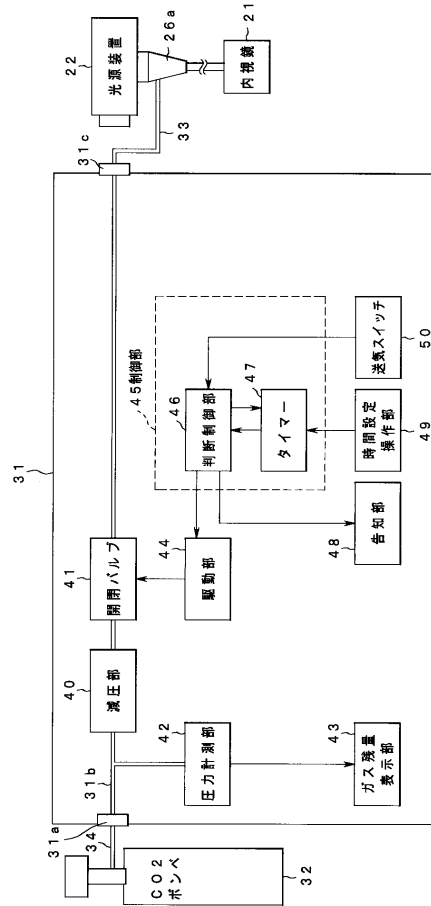 31
31a
34
31b
31c
33
22
光源装置
26a
内視鏡
21
CO2
ボンベ
32
40
減圧部
41
開閉バルブ
42
圧力計測部
43
ガス残量
表示部
44
駆動部
45制御部
46
判断制御部
47
タイマー
48
告知部
時間設定
操作部
49
送気スイッチ
50